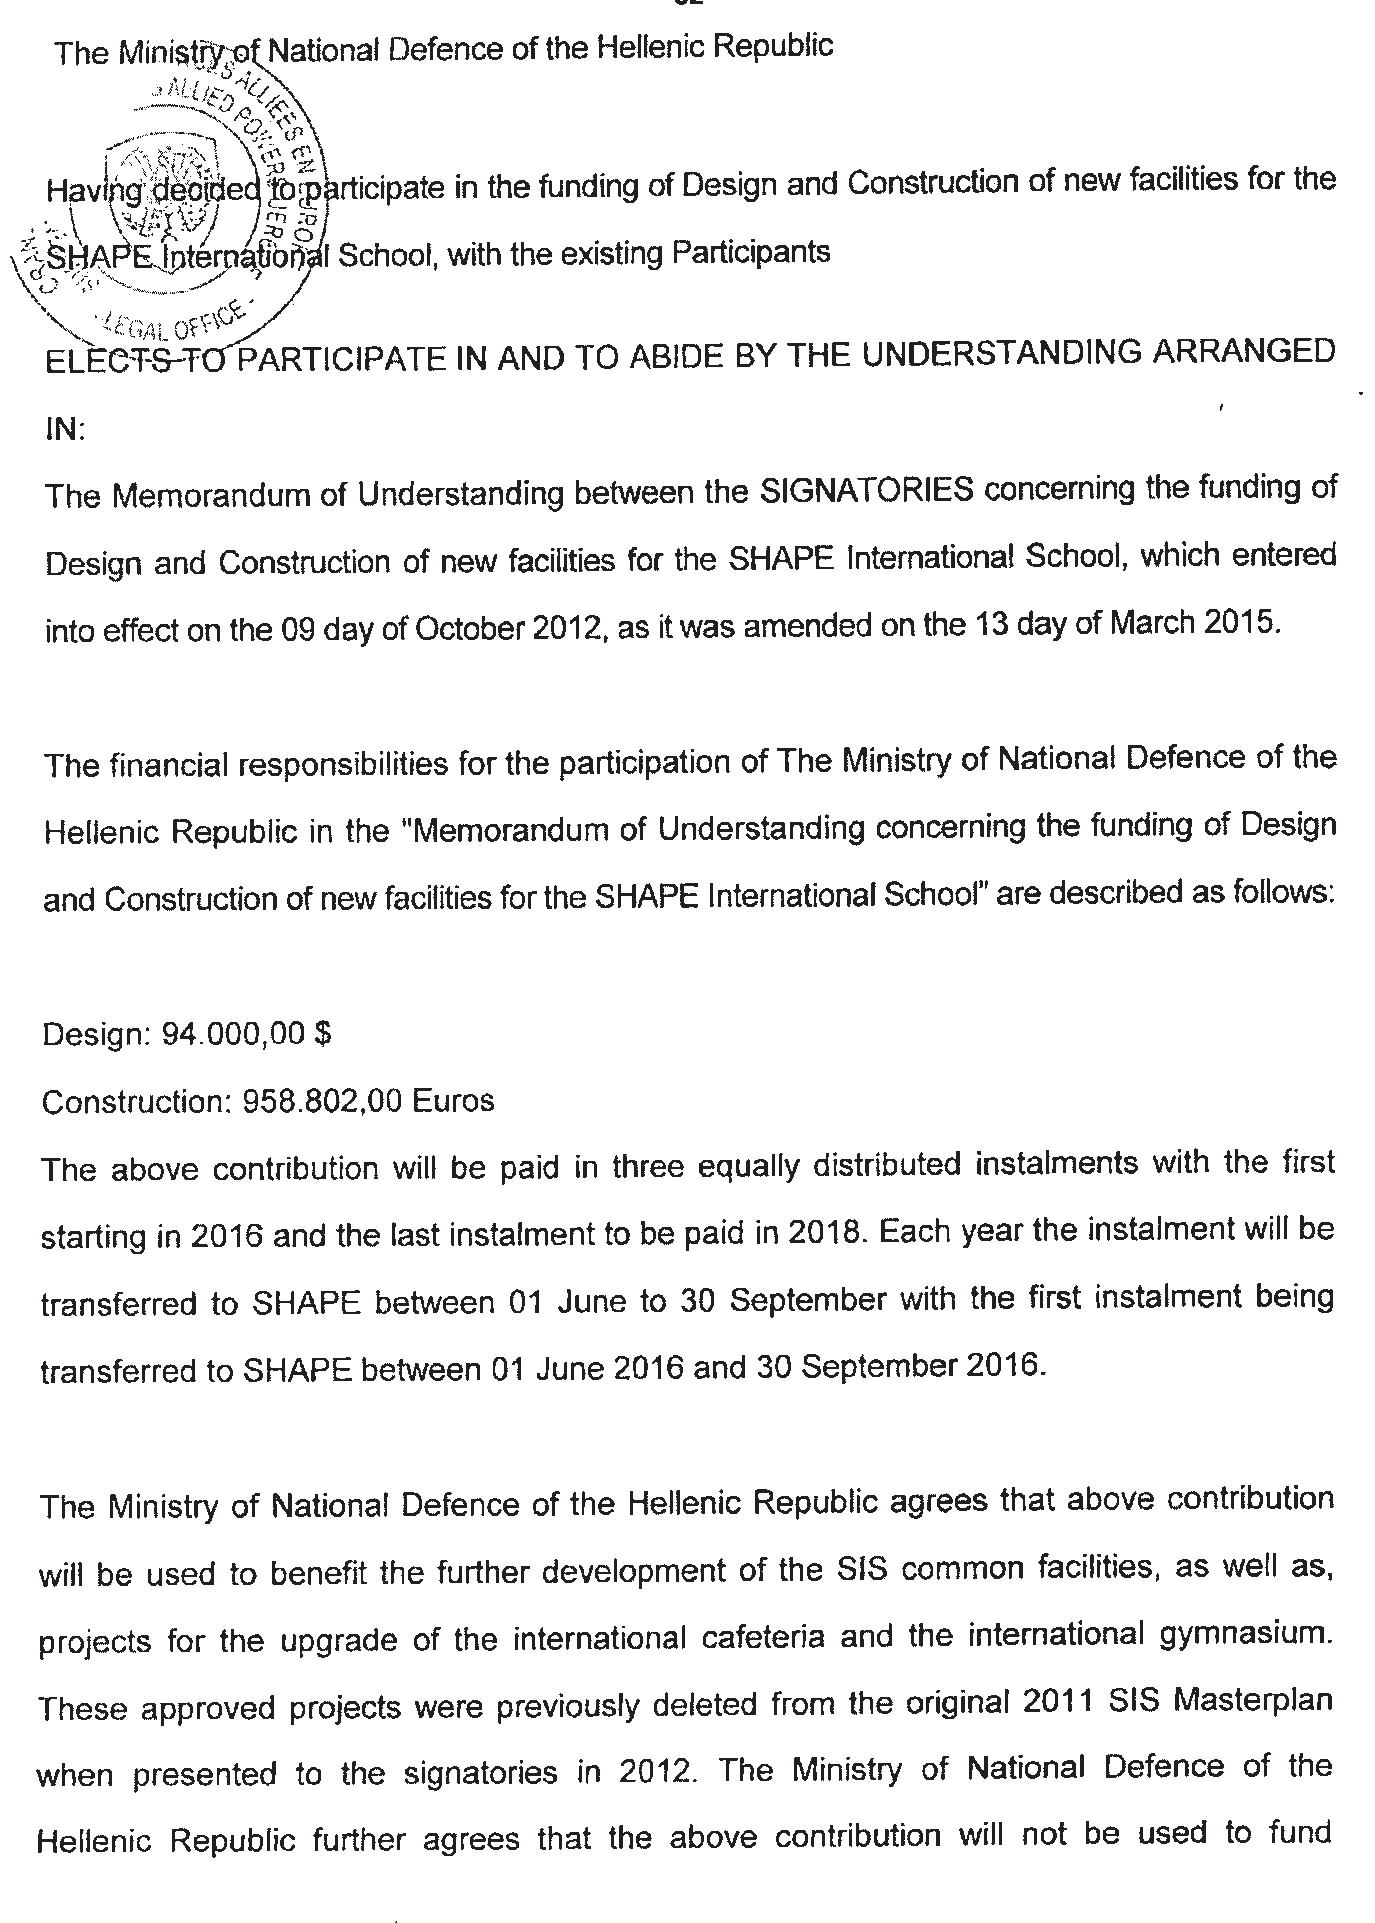 The Ministry of National Defence of the Hellenic Republic
Having decided to participate in the funding of Design and Construction of new facilities for the
SHAPE International School, with the existing Participants
ALLIEES EN
ALLIED POWERS
- LEGAL OFFICE -
ELECTS TO PARTICIPATE IN AND TO ABIDE BY THE UNDERSTANDING ARRANGED
IN:
The Memorandum of Understanding between the SIGNATORIES concerning the funding of
Design and Construction of new facilities for the SHAPE International School, which entered
into effect on the 09 day of October 2012, as it was amended on the 13 day of March 2015.
The financial responsibilities for the participation of The Ministry of National Defence of the
Hellenic Republic in the "Memorandum of Understanding concerning the funding of Design
and Construction of new facilities for the SHAPE International School" are described as follows:
Design: 94.000,00 $
Construction: 958.802,00 Euros
The above contribution will be paid in three equally distributed instalments with the first
starting in 2016 and the last instalment to be paid in 2018. Each year the instalment will be
transferred to SHAPE between 01 June to 30 September with the first instalment being
transferred to SHAPE between 01 June 2016 and 30 September 2016.
The Ministry of National Defence of the Hellenic Republic agrees that above contribution
will be used to benefit the further development of the SIS common facilities, as well as,
projects for the upgrade of the international cafeteria and the international gymnasium.
These approved projects were previously deleted from the original 2011 SIS Masterplan
when presented to the signatories in 2012. The Ministry of National Defence of the
Hellenic Republic further agrees that the above contribution will not be used to fund